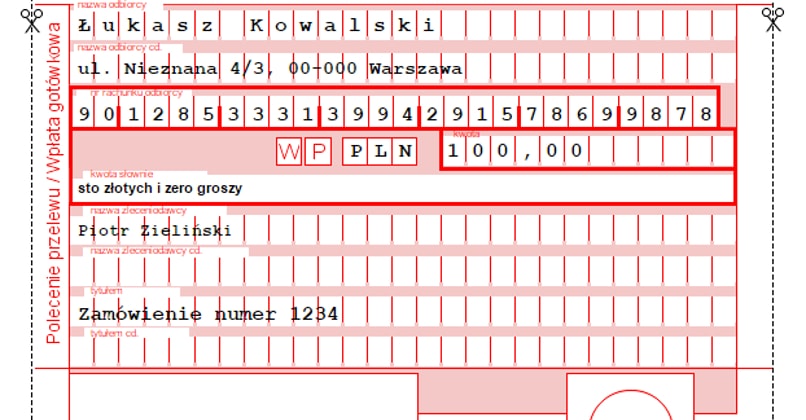 nazwa odbiorcy
Łukasz Kowalski
nazwa odbiorcy cd.
ul. Nieznana 4/3, 00-000 Warszawa
nr rachunku odbiorcy
90128533313994291578699878
kwota
W P PLN 100,00
kwota słownie
sto złotych i zero groszy
nazwa zleceniodawcy
Piotr Zieliński
nazwa zleceniodawcy cd.
tytułem
Zamówienie numer 1234
tytułem cd.
Polecenie przelewu / Wpłata gotówkowa